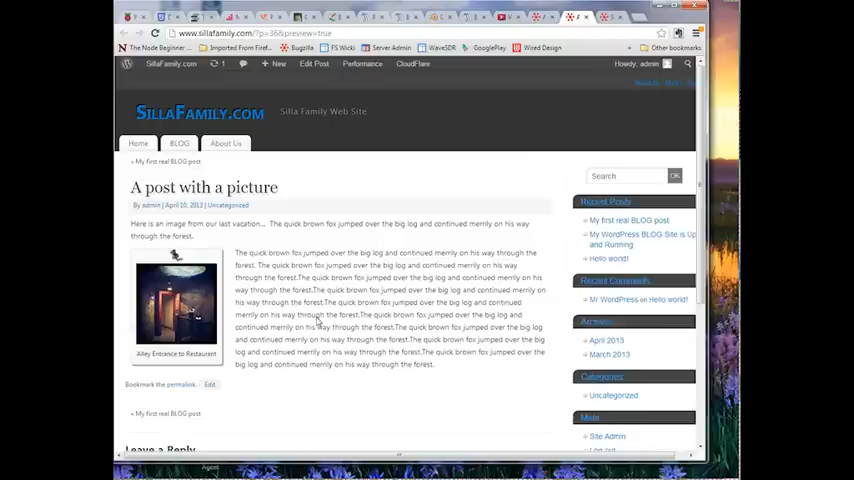 www.sillafamily.com/?p=36&preview=true
The Node Beginner ... Imported From Firef... Bugzilla FS Wicki Server Admin WaveSDR GooglePlay Wired Design Other bookmarks
SillaFamily.com 1 + New Edit Post Performance CloudFlare Howdy, admin
SILLAFAMILY.COM Silla Family Web Site
Home BLOG About Us
« My first real BLOG post
Search OK
A post with a picture
By admin | April 10, 2013 | Uncategorized
Here is an image from our last vacation... The quick brown fox jumped over the big log and continued merrily on his way
through the forest.
The quick brown fox jumped over the big log and continued merrily on his way through the
forest. The quick brown fox jumped over the big log and continued merrily on his way
through the forest.The quick brown fox jumped over the big log and continued merrily on his
way through the forest.The quick brown fox jumped over the big log and continued merrily on
his way through the forest.The quick brown fox jumped over the big log and continued
merrily on his way through the forest.The quick brown fox jumped over the big log and
continued merrily on his way through the forest.The quick brown fox jumped over the big log
and continued merrily on his way through the forest.The quick brown fox jumped over the
big log and continued merrily on his way through the forest.The quick brown fox jumped over
the big log and continued merrily on his way through the forest.
Alley Entrance to Restaurant
Bookmark the permalink. Edit
« My first real BLOG post
Leave a Reply
Recent Posts
My first real BLOG post
My WordPress BLOG Site is Up
and Running
Hello world!
Recent Comments
Mr WordPress on Hello world!
Archives
April 2013
March 2013
Categories
Uncategorized
Meta
Site Admin
Log out
Agent